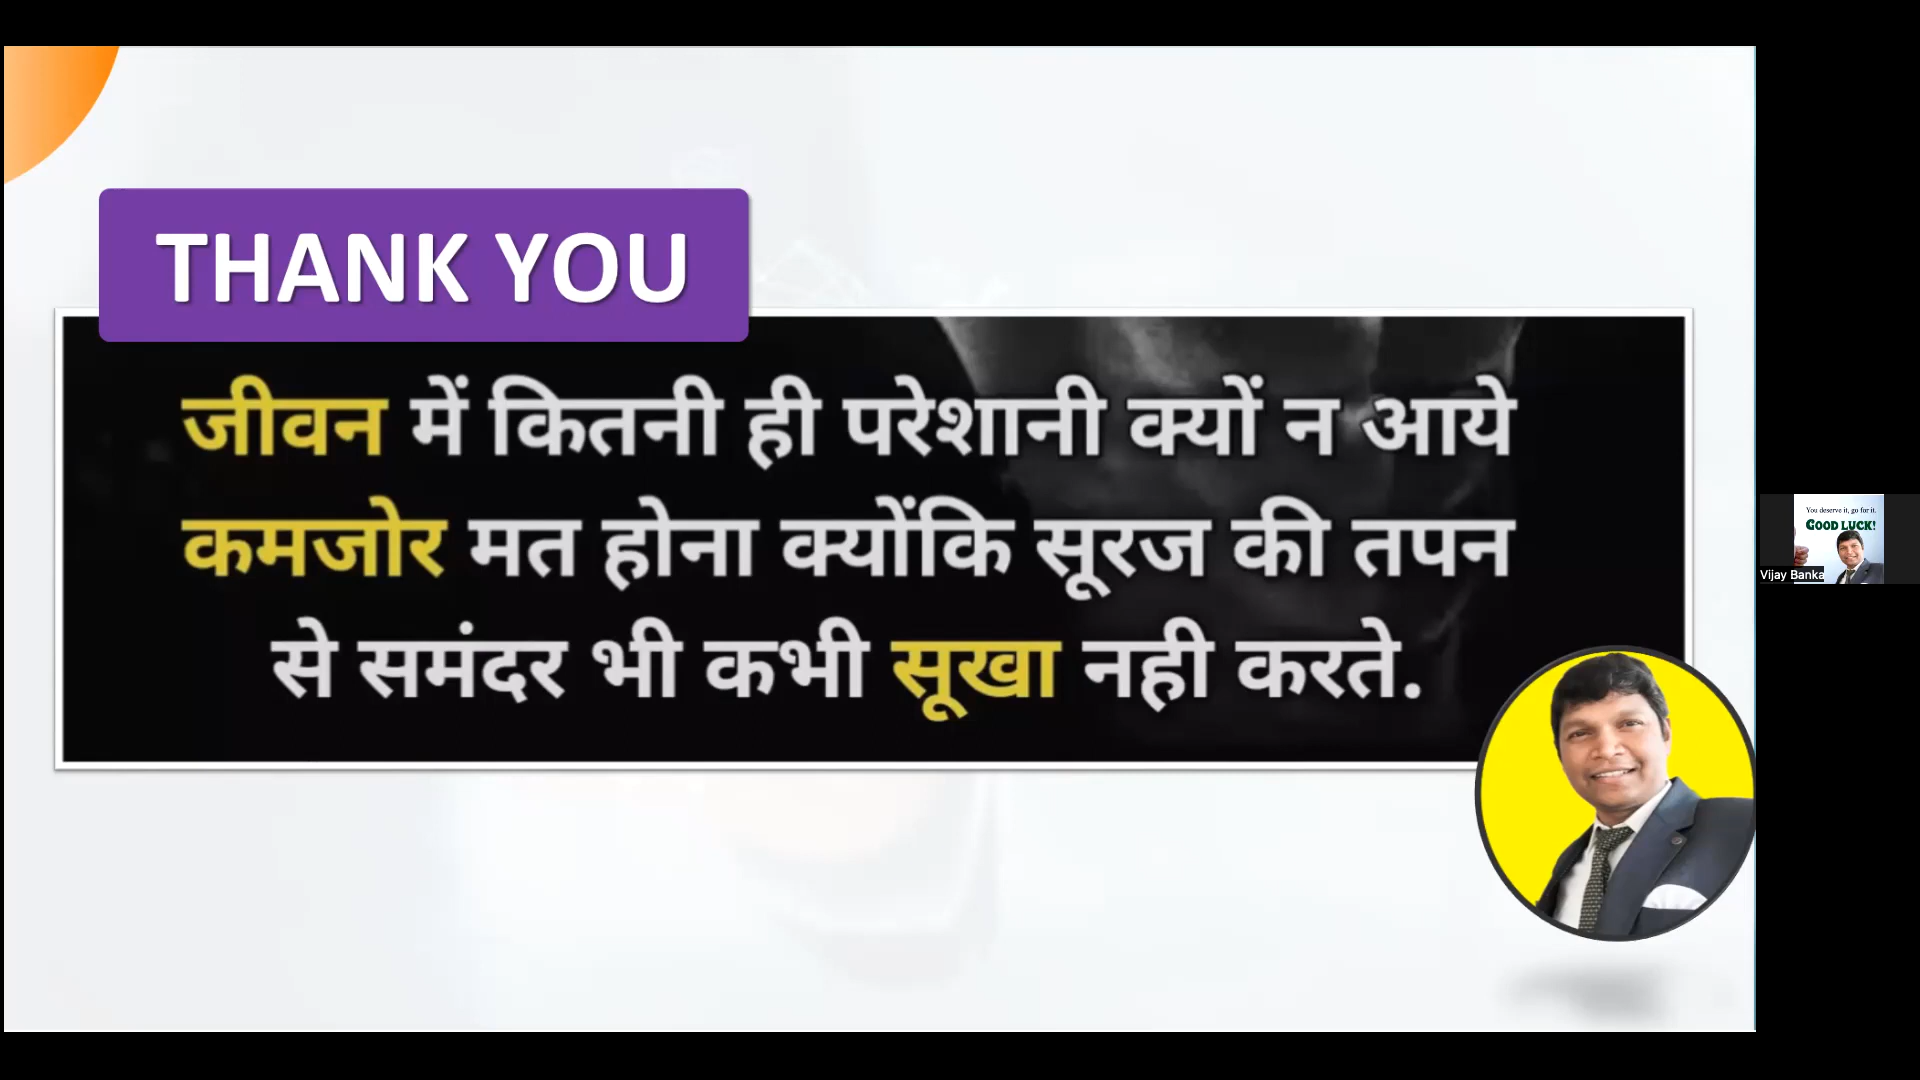 THANK YOU
जीवन में कितनी ही परेशानी क्यों न आये
कमजोर मत होना क्योंकि सूरज की तपन
से समंदर भी कभी सूखा नही करते.
You deserve it, go for it.
GOOD LUCK!
Vijay Banka